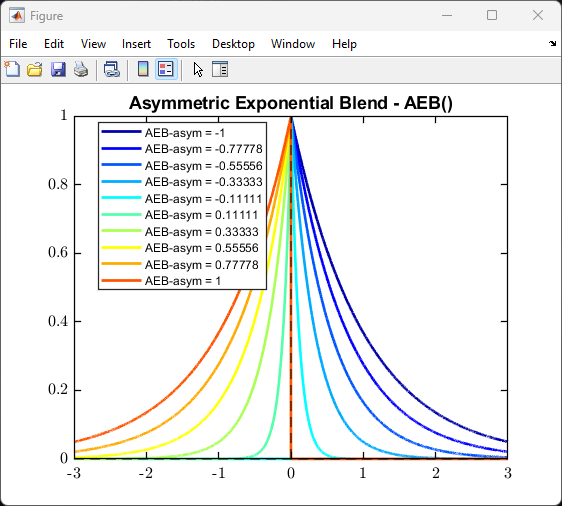 Figure
File Edit View Insert Tools Desktop Window Help
Asymmetric Exponential Blend - AEB()
1
0.8
0.6
0.4
0.2
0
AEB-asym = -1
AEB-asym = -0.77778
AEB-asym = -0.55556
AEB-asym = -0.33333
AEB-asym = -0.11111
AEB-asym = 0.11111
AEB-asym = 0.33333
AEB-asym = 0.55556
AEB-asym = 0.77778
AEB-asym = 1
-3 -2 -1 0 1 2 3